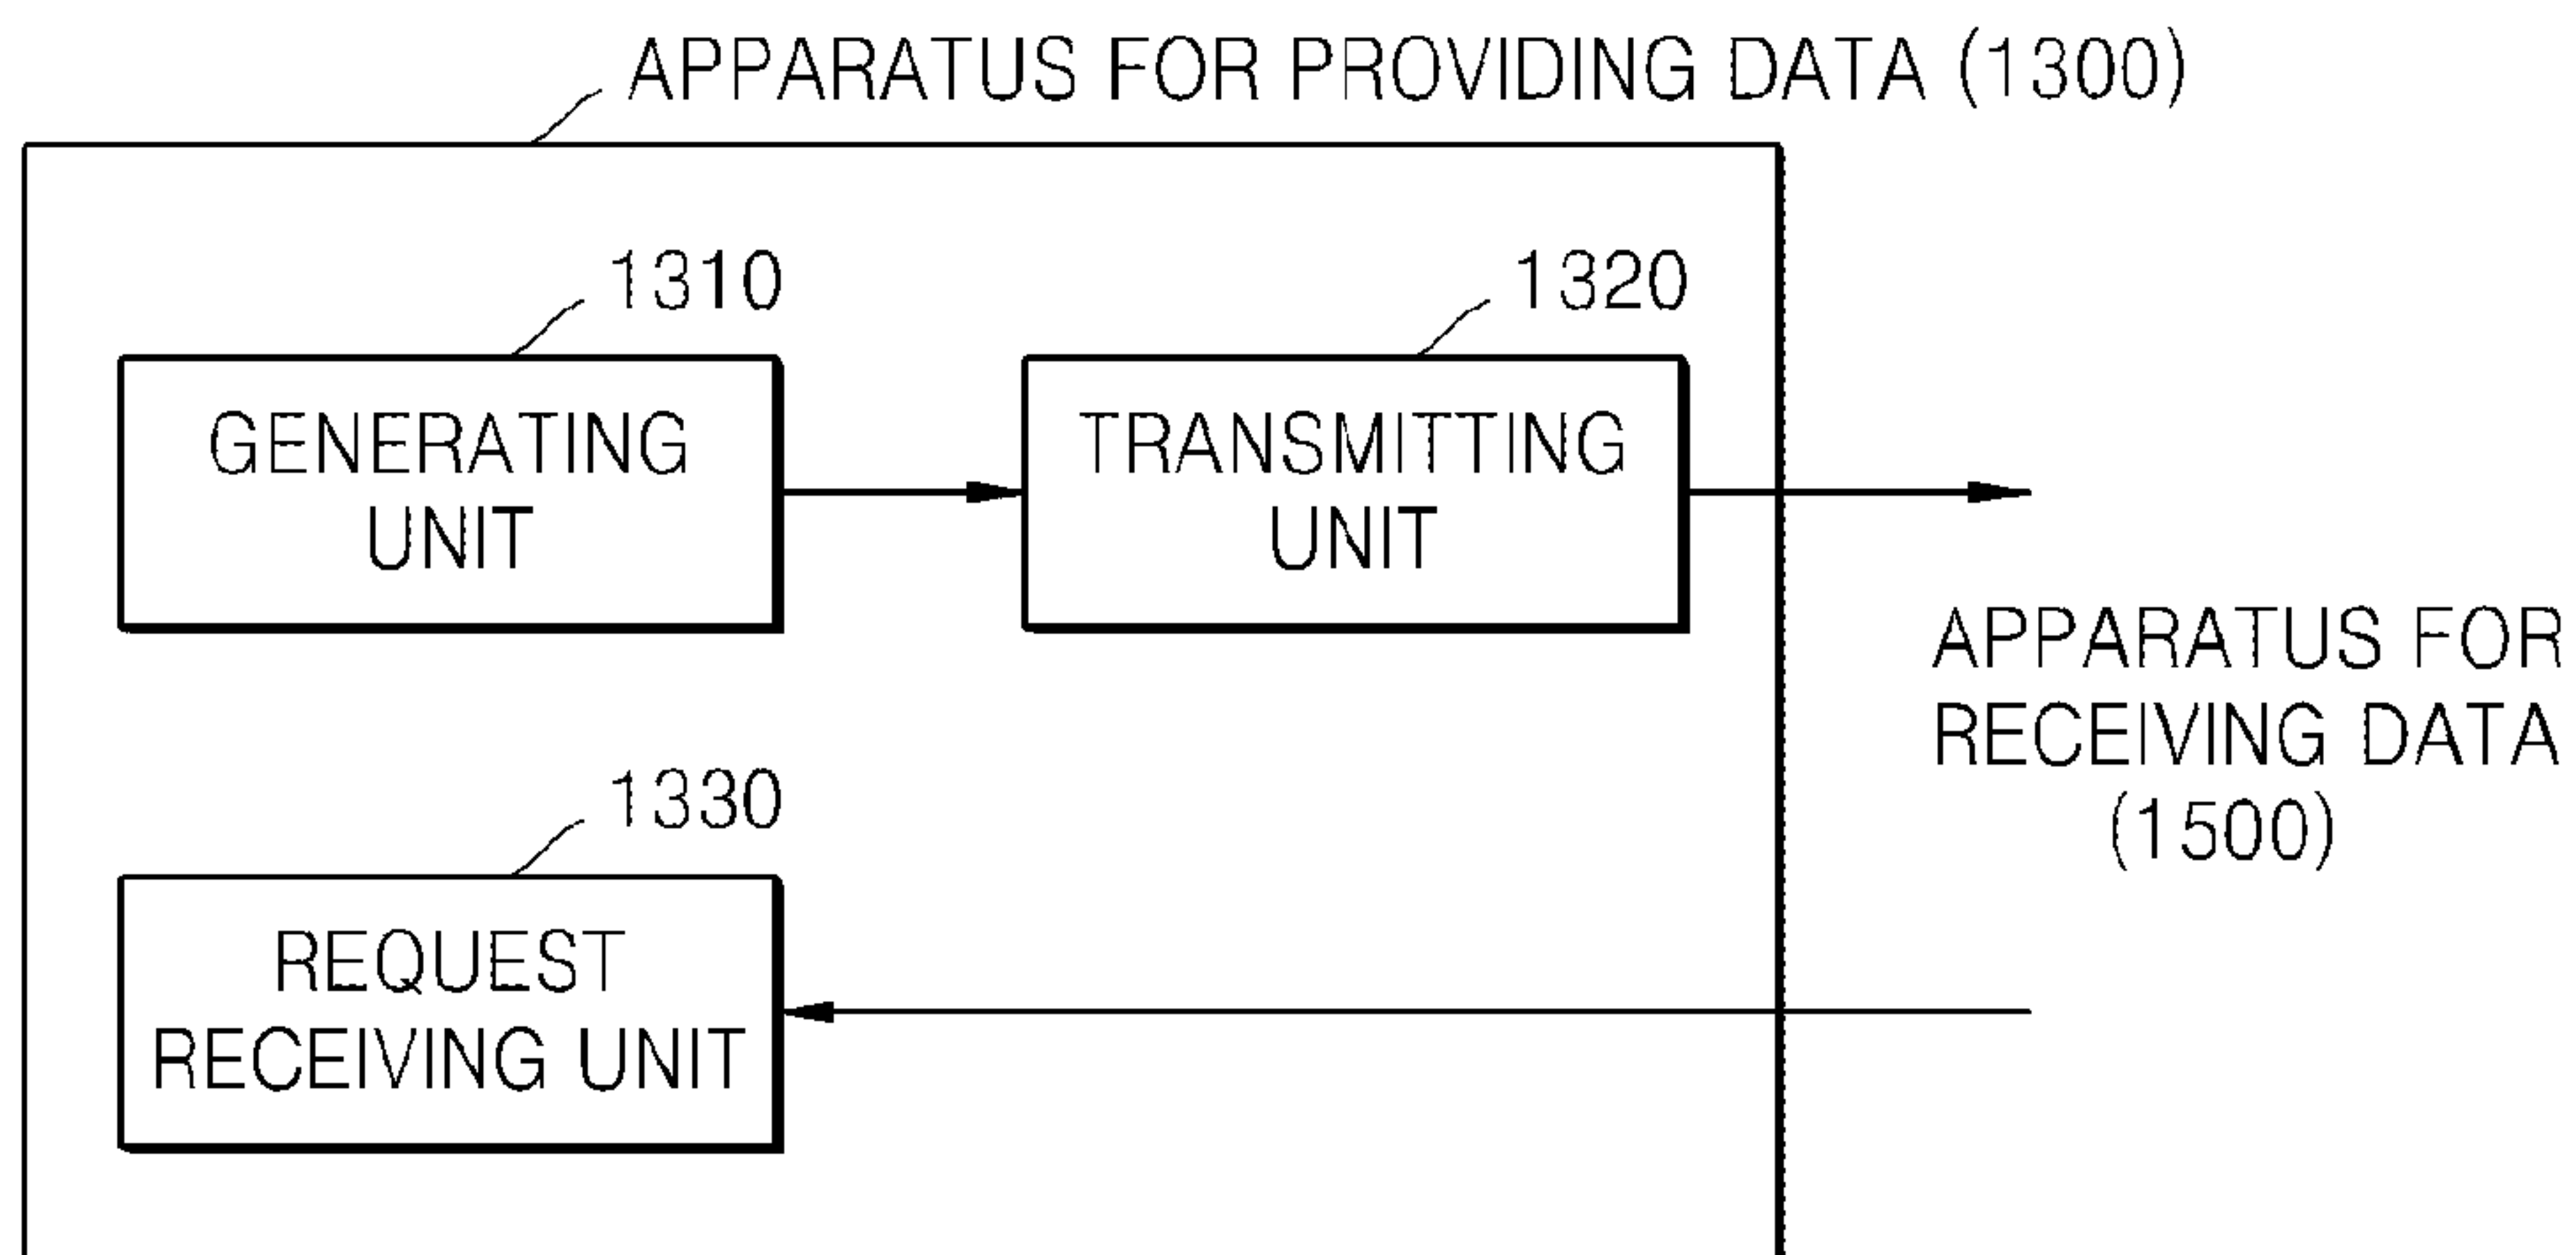 APPARATUS FOR PROVIDING DATA (1300)
1310
1320
GENERATING
UNIT
TRANSMITTING
UNIT
APPARATUS FOR
RECEIVING DATA
(1500)
1330
REQUEST
RECEIVING UNIT